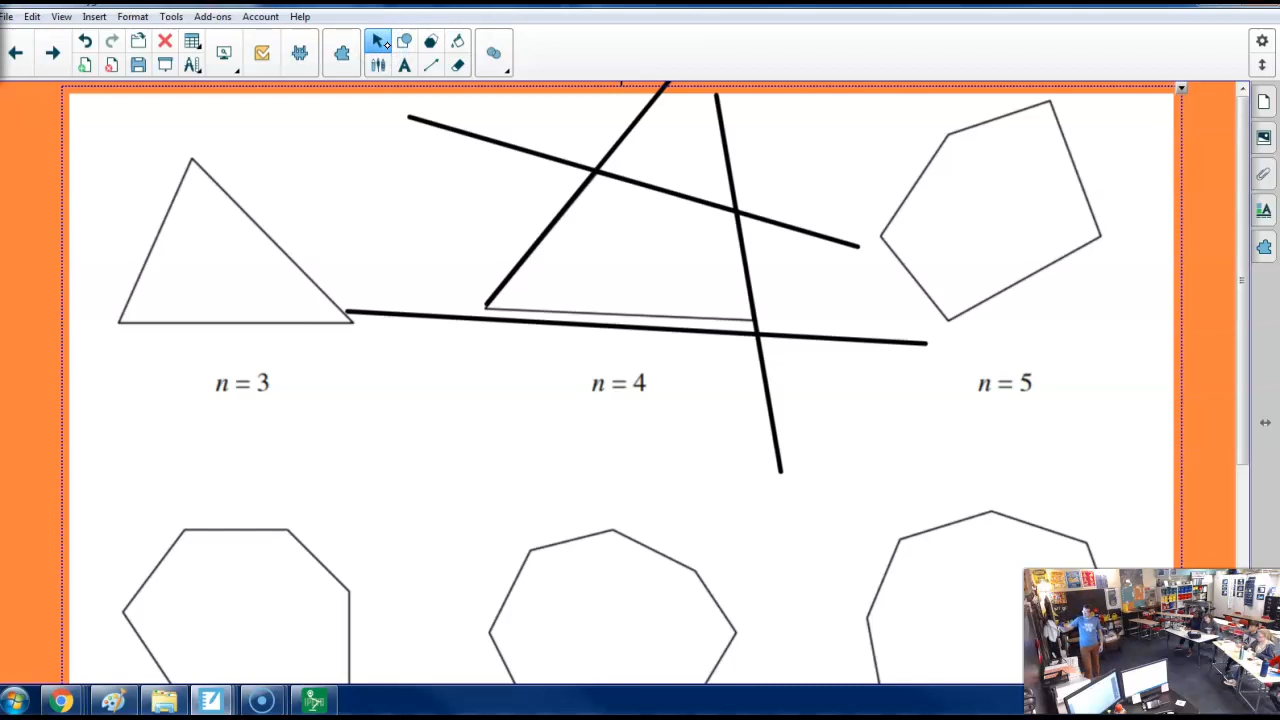 File Edit View Insert Format Tools Add-ons Account Help
n = 3 n = 4 n = 5